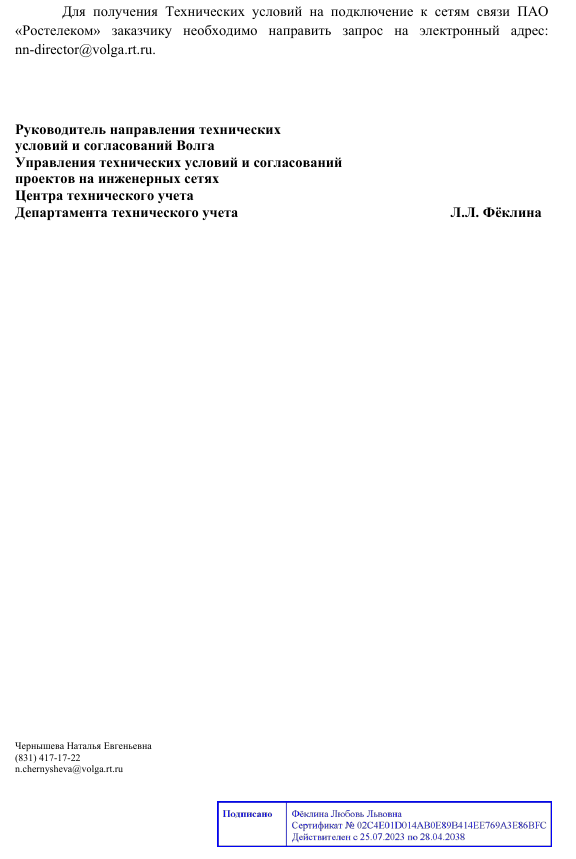 Для получения Технических условий на подключение к сетям связи ПАО
«Ростелеком» заказчику необходимо направить запрос на электронный адрес:
nn-director@volga.rt.ru.
Руководитель направления технических
условий и согласований Волга
Управления технических условий и согласований
проектов на инженерных сетях
Центра технического учета
Департамента технического учета Л.Л. Фёклина
Чернышева Наталья Евгеньевна
(831) 417-17-22
n.chernysheva@volga.rt.ru
Подписано Фёклина Любовь Львовна
Сертификат № 02C4E01D014AB0E89B414EE769A3E86BFC
Действителен с 25.07.2023 по 28.04.2038